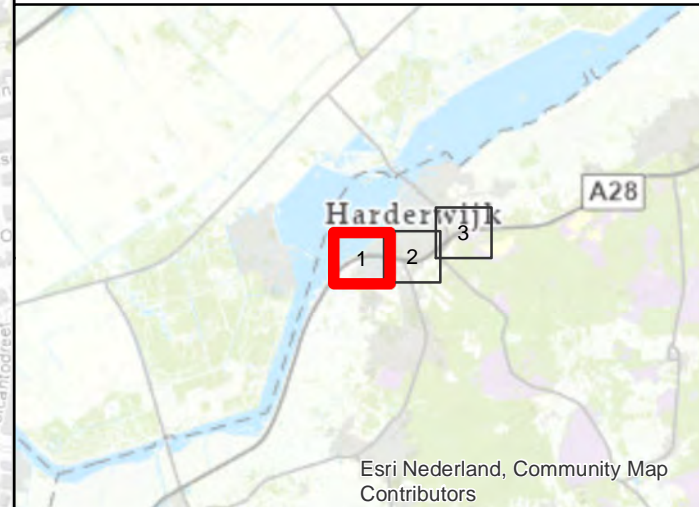 A28
Harderwijk
3
1
2
Esri Nederland, Community Map
Contributors